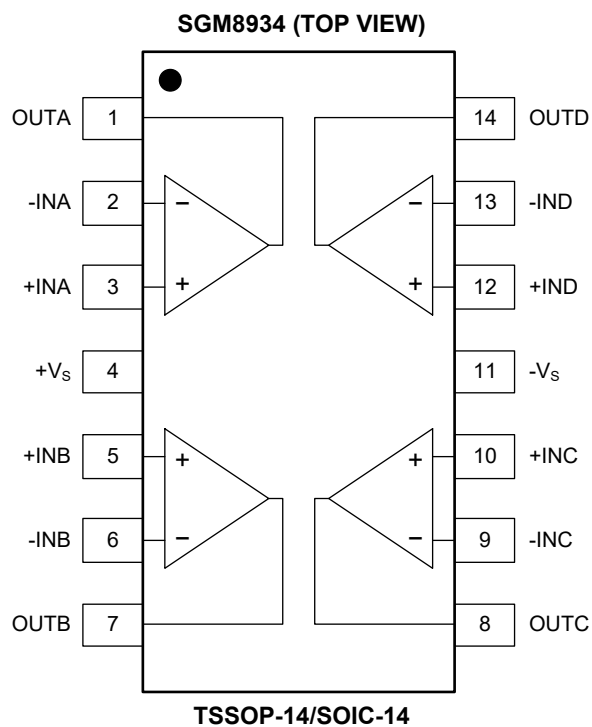 SGM8934 (TOP VIEW)
OUTA 1 14 OUTD
-INA 2 − − 13 -IND
+INA 3 + + 12 +IND
+VS 4 11 -VS
+INB 5 + + 10 +INC
-INB 6 − − 9 -INC
OUTB 7 8 OUTC
TSSOP-14/SOIC-14